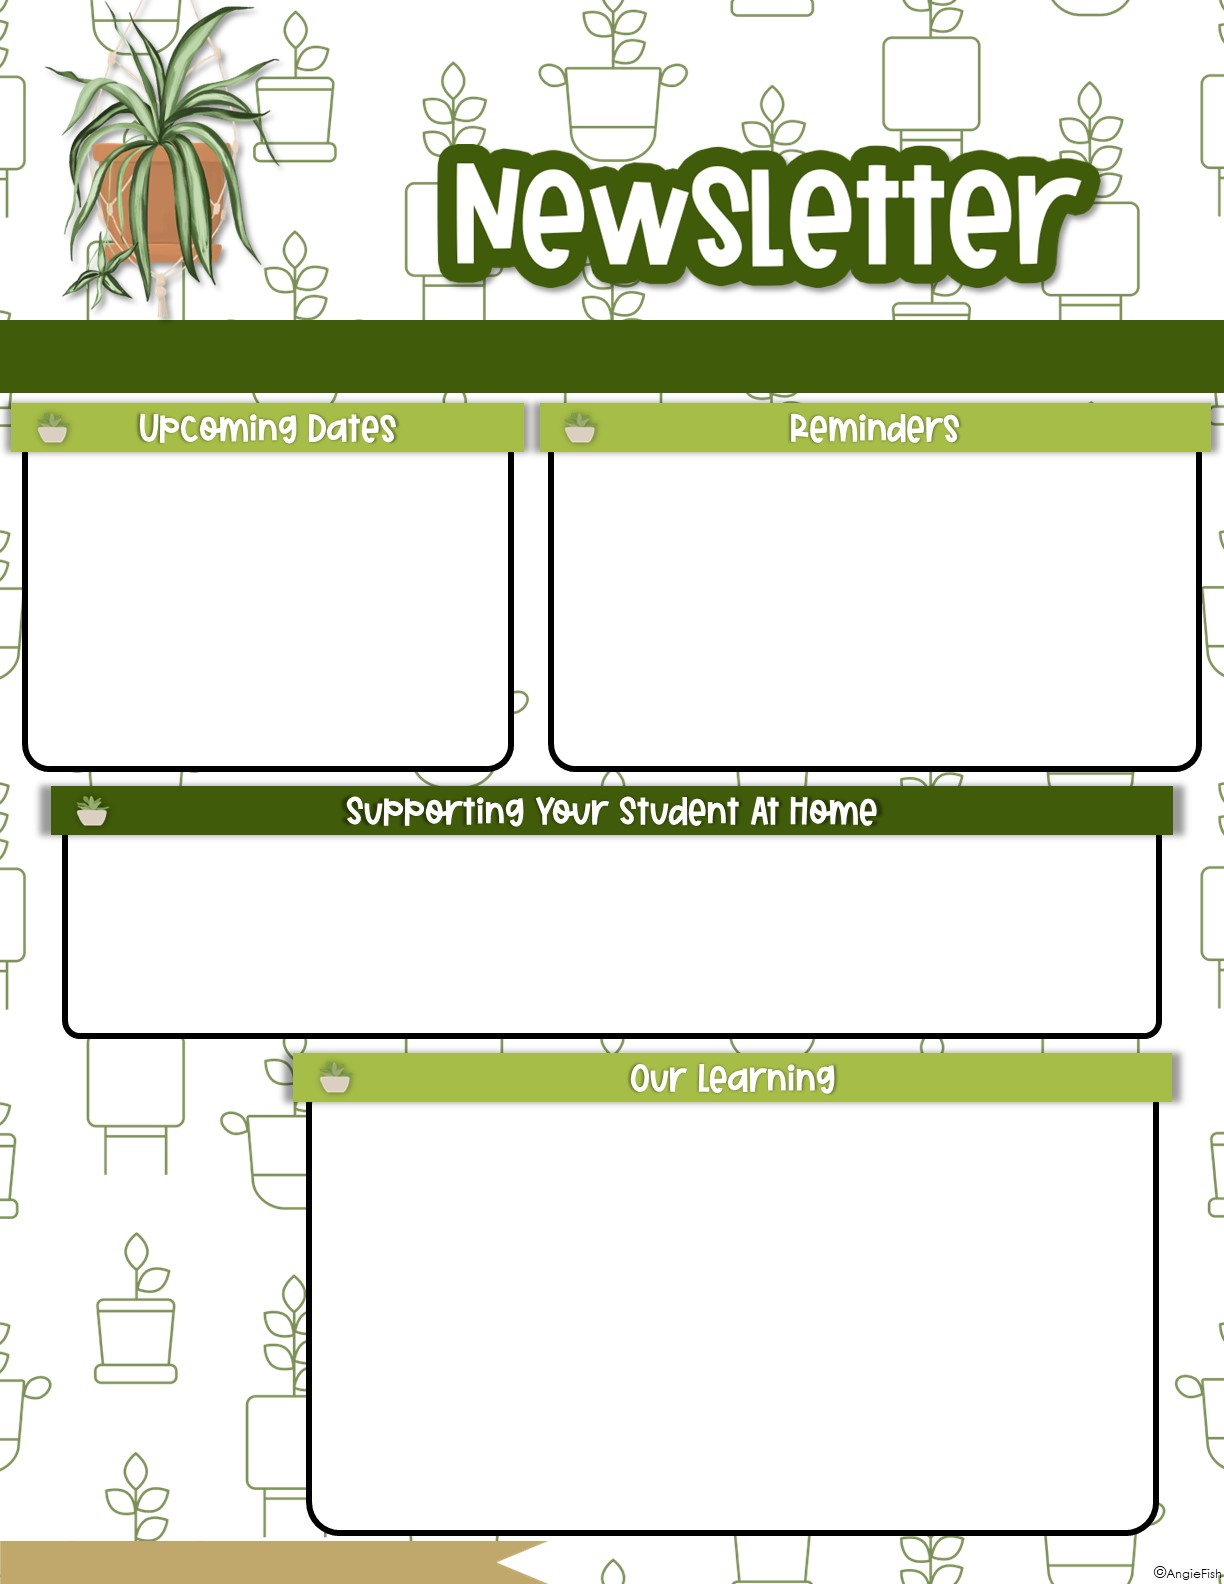 Newsletter
Upcoming Dates
Reminders
Supporting Your Student At Home
Our Learning
©AngieFish